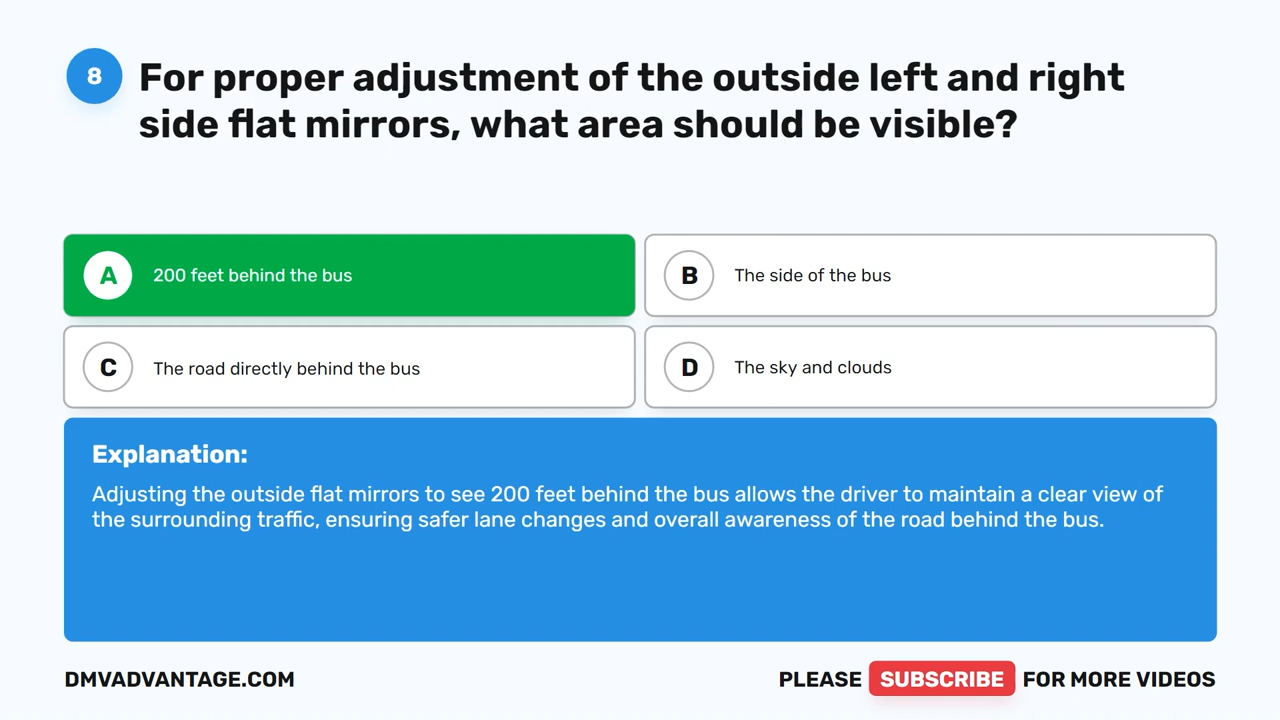 8
For proper adjustment of the outside left and right
side flat mirrors, what area should be visible?
A 200 feet behind the bus
B The side of the bus
C The road directly behind the bus
D The sky and clouds
Explanation:
Adjusting the outside flat mirrors to see 200 feet behind the bus allows the driver to maintain a clear view of
the surrounding traffic, ensuring safer lane changes and overall awareness of the road behind the bus.
DMVADVANTAGE.COM
PLEASE SUBSCRIBE FOR MORE VIDEOS